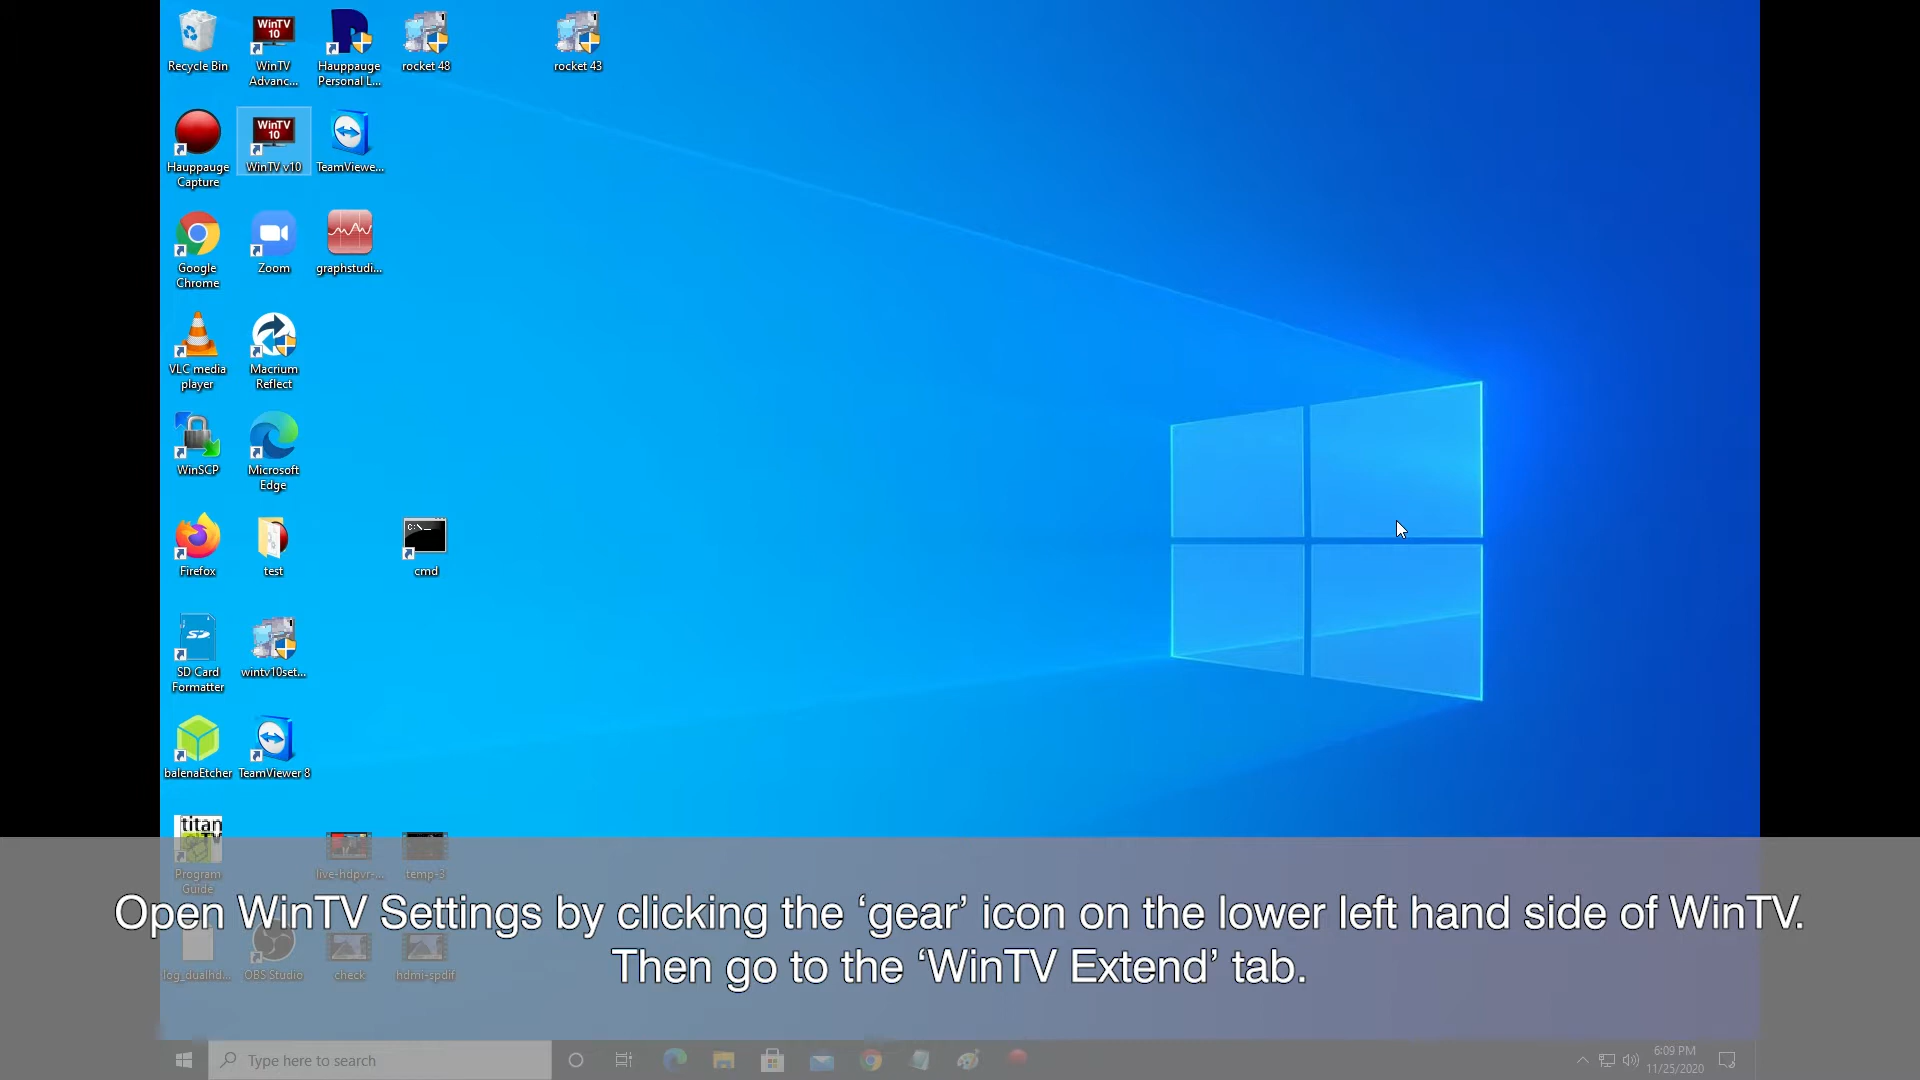 Recycle Bin
WinTV
10
WinTV
Advanc...
Hauppauge
Personal L...
rocket 48
rocket 43
Hauppauge
Capture
WinTV
10
WinTV v10
TeamViewe...
Google
Chrome
Zoom
graphstudi...
VLC media
player
Macrium
Reflect
WinSCP
Microsoft
Edge
Firefox
test
C:\_
cmd
SD
SD Card
Formatter
wintv10set...
balenaEtcher
TeamViewer 8
titan
TV
Program
Guide
live-hdpvr-...
temp-3
Open WinTV Settings by clicking the ‘gear’ icon on the lower left hand side of WinTV.
Then go to the ‘WinTV Extend’ tab.
log_dualhd...
OBS Studio
check
hdmi-spdif
Type here to search
6:09 PM
11/25/2020